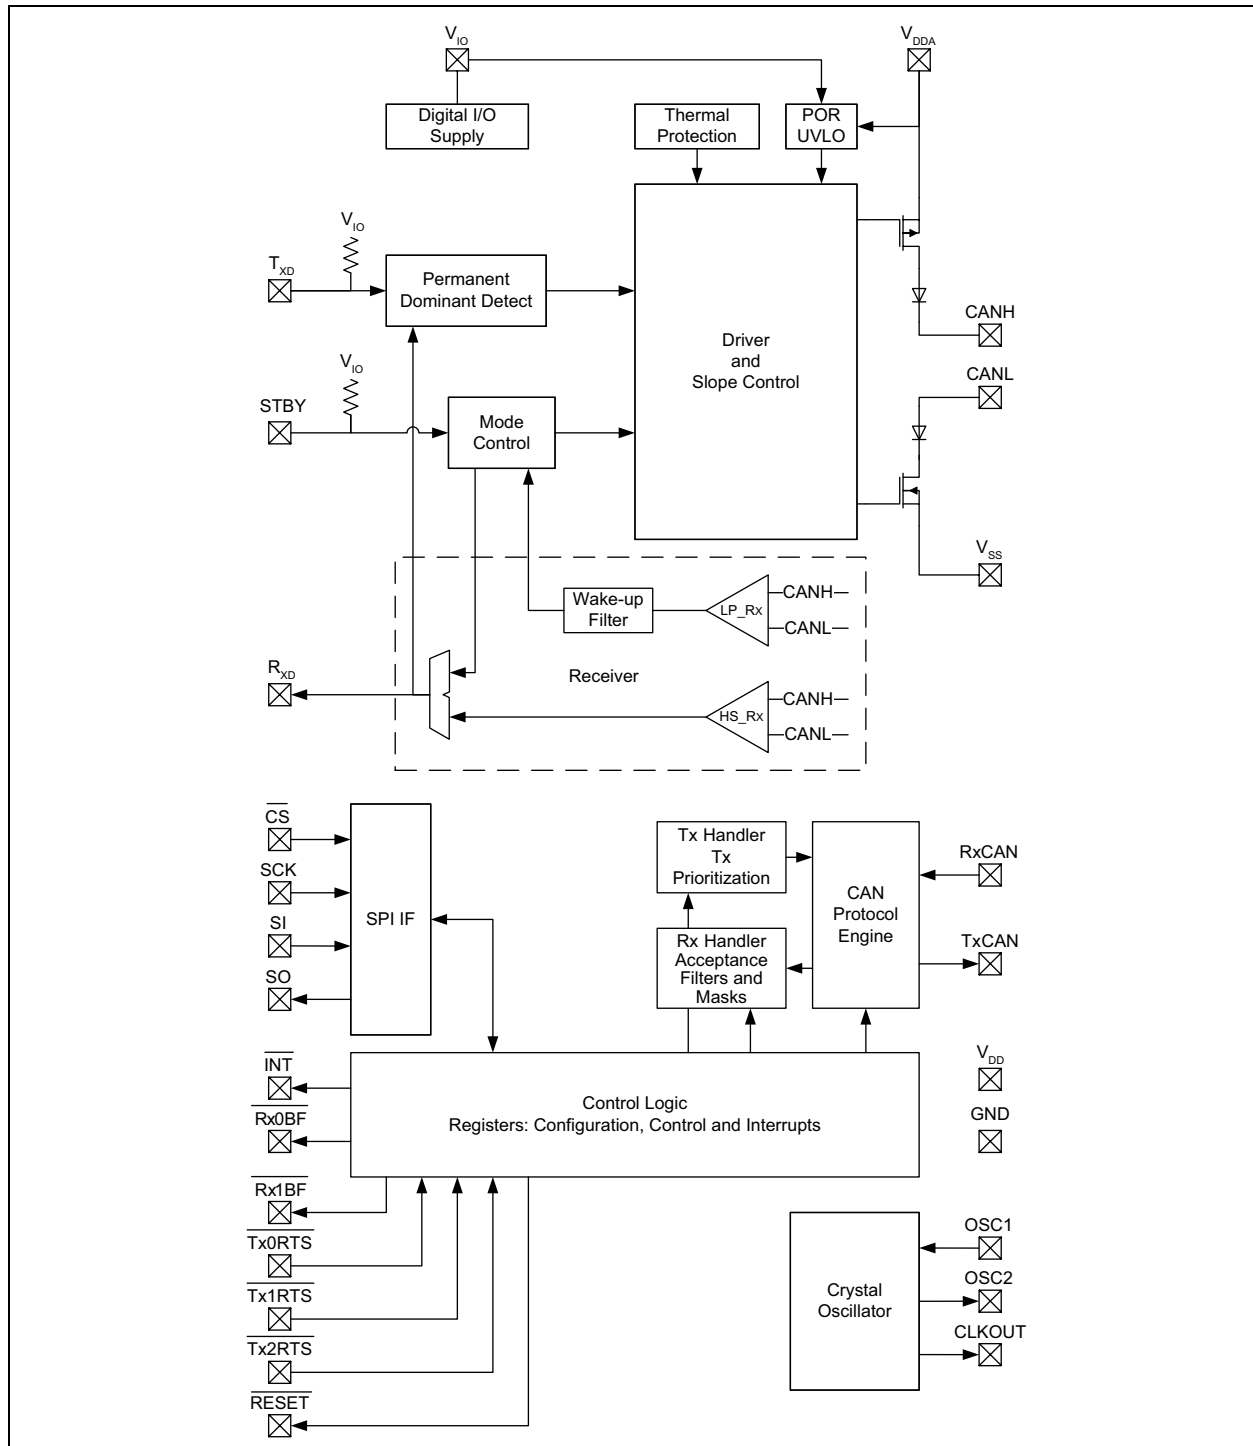 VIO
VDDA
Digital I/O
Supply
Thermal
Protection
POR
UVLO
VIO
TXD
Permanent
Dominant Detect
CANH
Driver
and
Slope Control
VIO
CANL
STBY
Mode
Control
VSS
Wake-up
Filter
LP_Rx
CANH
CANL
RXD
Receiver
HS_Rx
CANH
CANL
CS
SCK
SI
SO
SPI IF
Tx Handler
Tx
Prioritization
Rx Handler
Acceptance
Filters and
Masks
CAN
Protocol
Engine
RxCAN
TxCAN
INT
Rx0BF
Control Logic
Registers: Configuration, Control and Interrupts
VDD
GND
Rx1BF
Tx0RTS
Tx1RTS
Tx2RTS
RESET
Crystal
Oscillator
OSC1
OSC2
CLKOUT